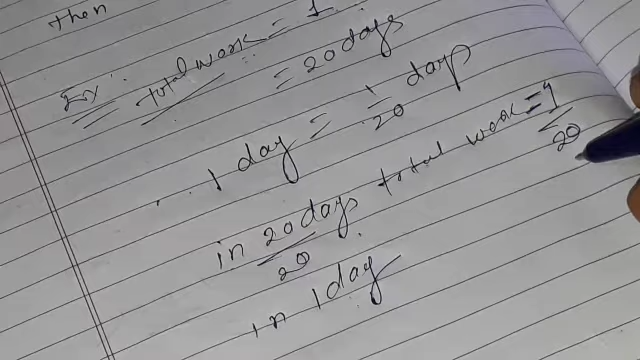 then
Ex: total work = 1
= 20 days
1 day = 1/20 days
in 20 days total work = 1
20 20
in 1 day